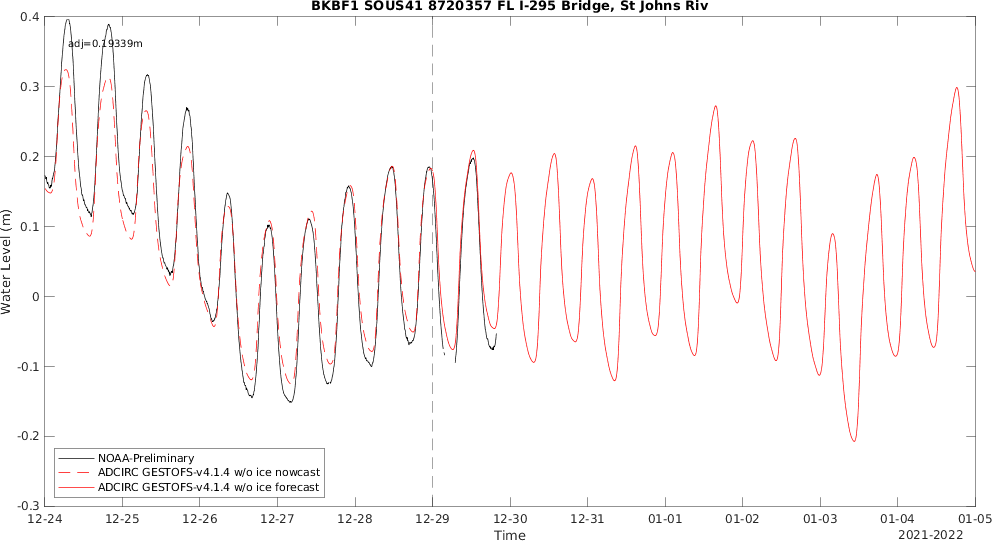 BKBF1 SOUS41 8720357 FL I-295 Bridge, St Johns Riv
adj=0.19339m
0.4
0.3
0.2
0.1
0
-0.1
-0.2
-0.3
Water Level (m)
NOAA-Preliminary
ADCIRC GESTOFS-v4.1.4 w/o ice nowcast
ADCIRC GESTOFS-v4.1.4 w/o ice forecast
12-24 12-25 12-26 12-27 12-28 12-29 12-30 12-31 01-01 01-02 01-03 01-04 01-05
Time
2021-2022